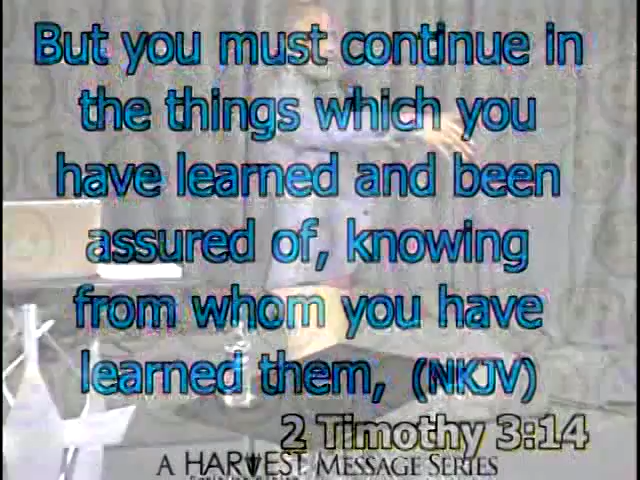 But you must continue in
the things which you
have learned and been
assured of, knowing
from whom you have
learned them, (NKJV)
2 Timothy 3:14
A HARVEST MESSAGE SERIES